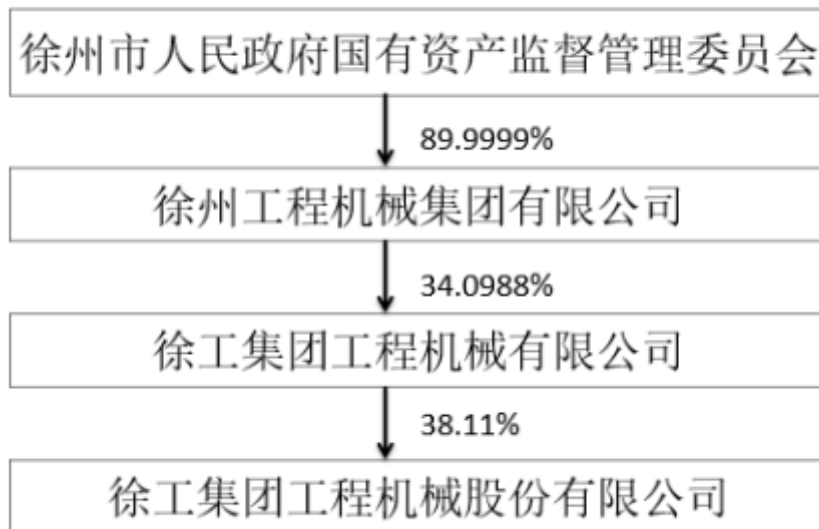 徐州市人民政府国有资产监督管理委员会
89.9999%
徐州工程机械集团有限公司
34.0988%
徐工集团工程机械有限公司
38.11%
徐工集团工程机械股份有限公司